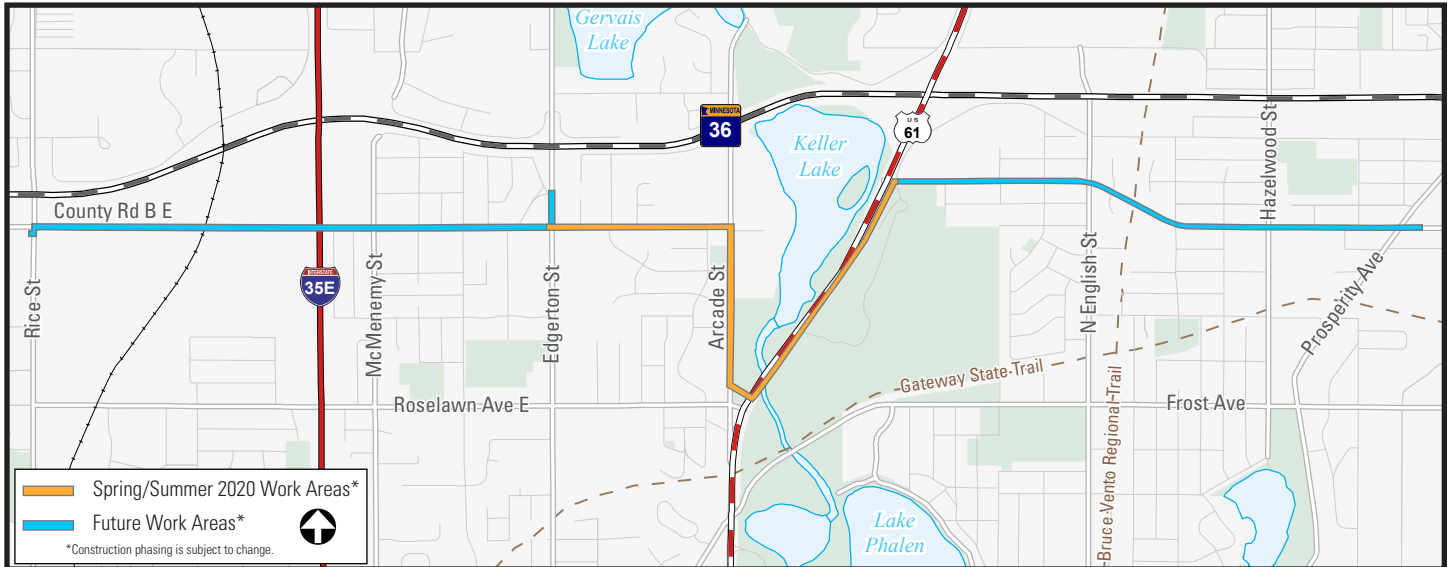 Gervais
Lake
MINNESOTA
36
U S
61
Keller
Lake
Hazelwood St
County Rd B E
INTERSTATE
35E
Rice St
McMenemy St
Edgerton St
Arcade St
N English St
Prosperity Ave
Gateway State Trail
Roselawn Ave E
Frost Ave
Bruce Vento Regional Trail
Lake
Phalen
Spring/Summer 2020 Work Areas*
Future Work Areas*
*Construction phasing is subject to change.